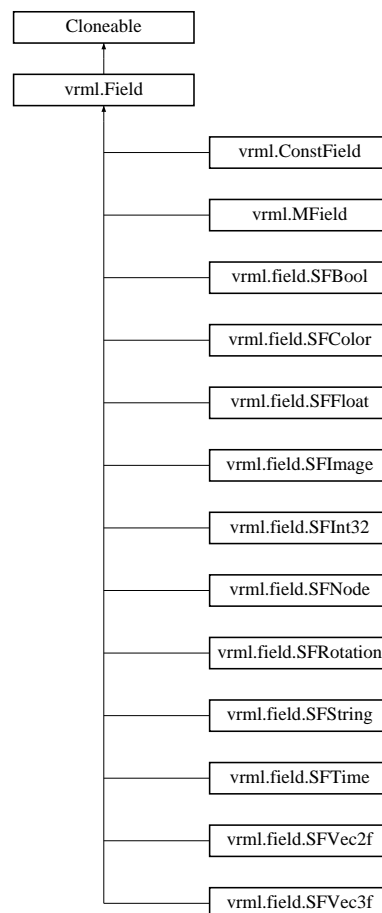 Cloneable
vrml.Field
vrml.ConstField
vrml.MField
vrml.field.SFBool
vrml.field.SFColor
vrml.field.SFFloat
vrml.field.SFImage
vrml.field.SFInt32
vrml.field.SFNode
vrml.field.SFRotation
vrml.field.SFString
vrml.field.SFTime
vrml.field.SFVec2f
vrml.field.SFVec3f